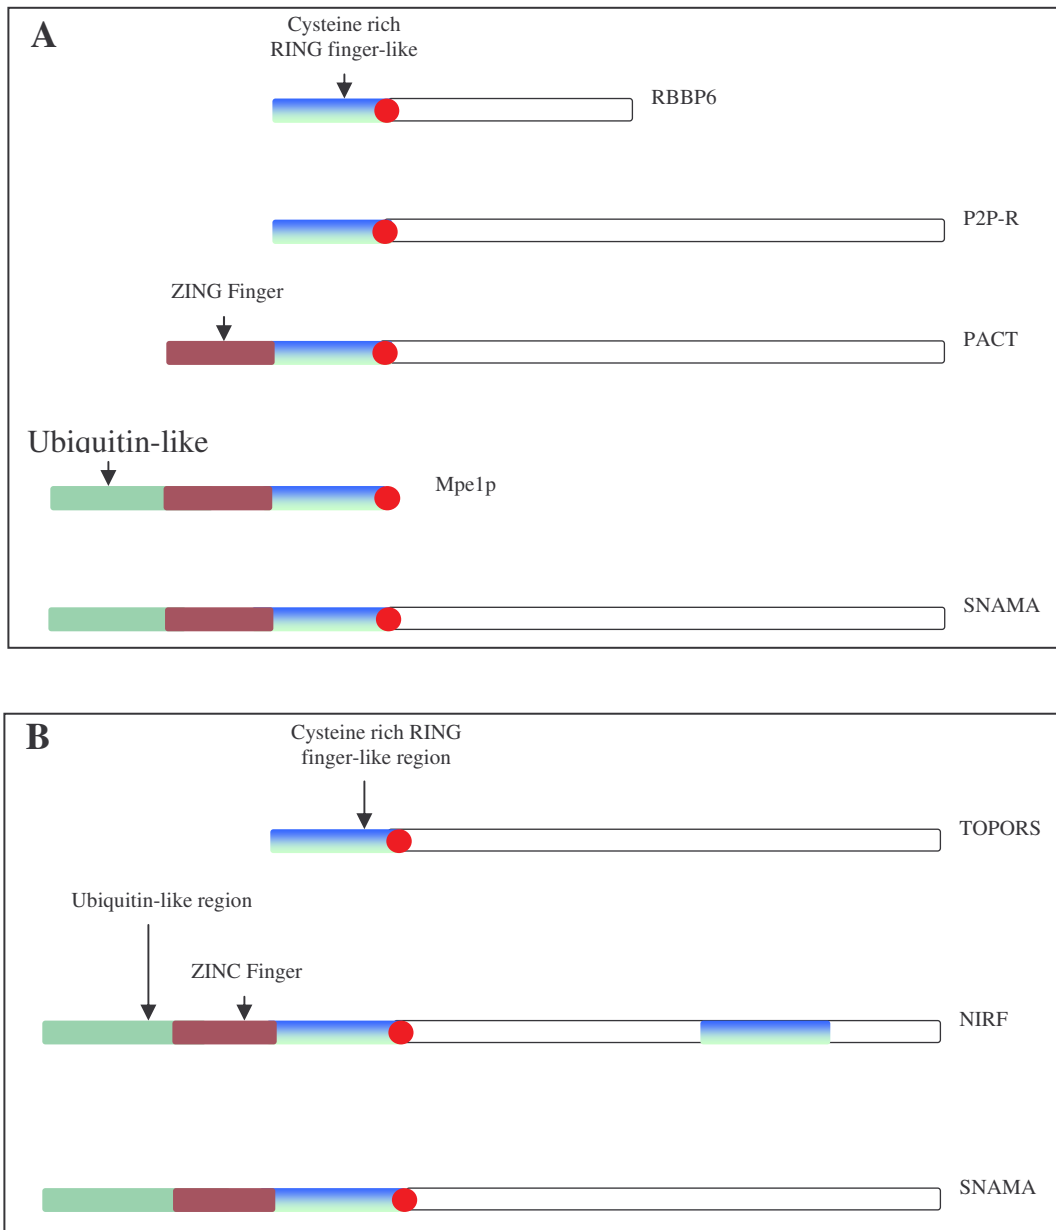 A
Cysteine rich
RING finger-like
RBBP6
P2P-R
ZING Finger
PACT
Ubiquitin-like
Mpe1p
SNAMA
B
Cysteine rich RING
finger-like region
TOPORS
Ubiquitin-like region
ZINC Finger
NIRF
SNAMA